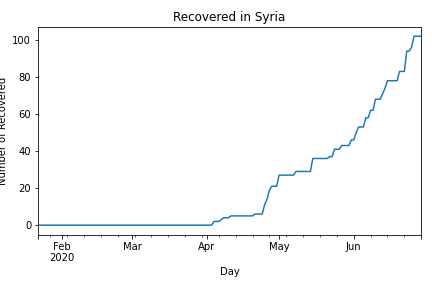 Recovered in Syria
Number of Recovered
100
80
60
40
20
0
Feb
2020
Mar
Apr
May
Jun
Day